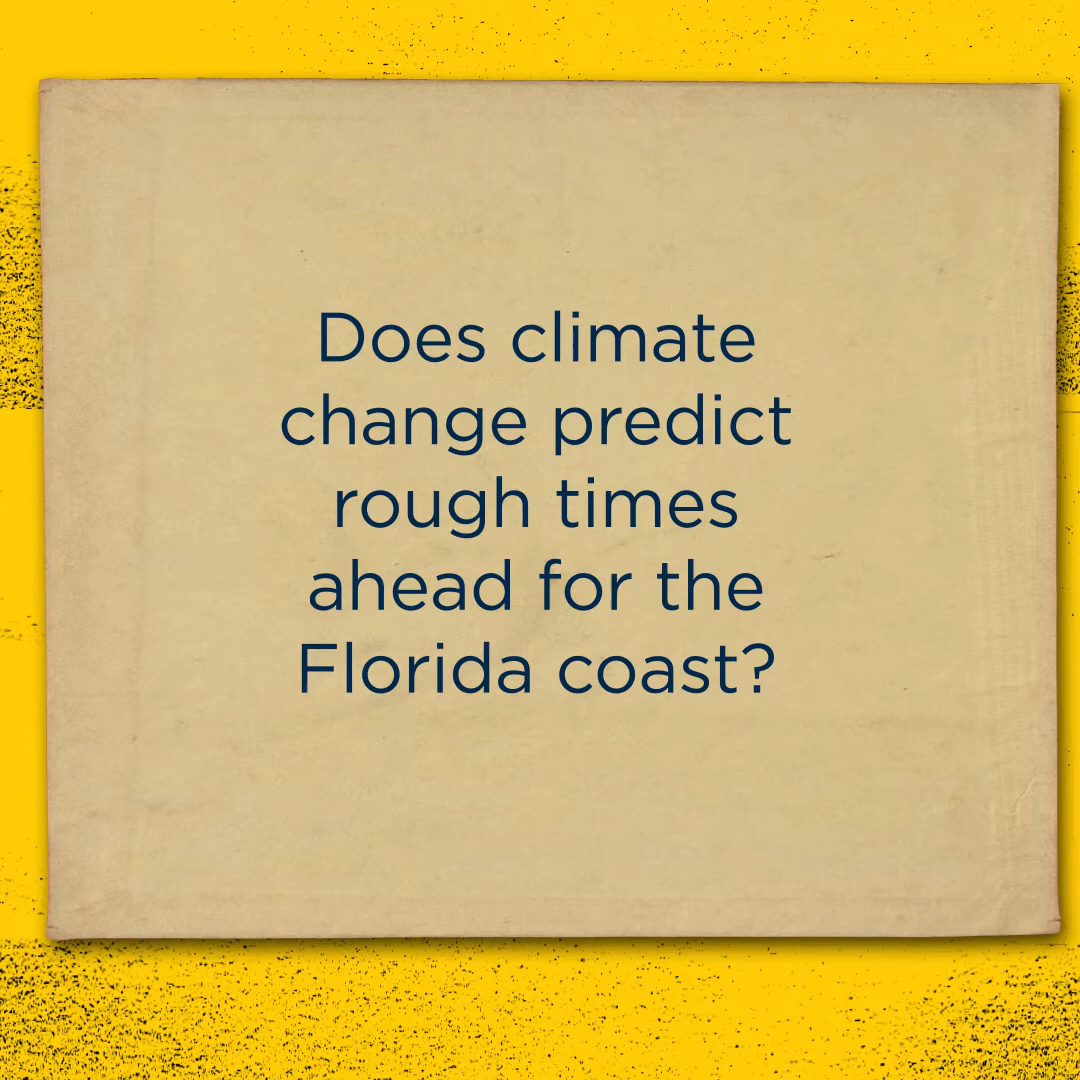 Does climate
change predict
rough times
ahead for the
Florida coast?